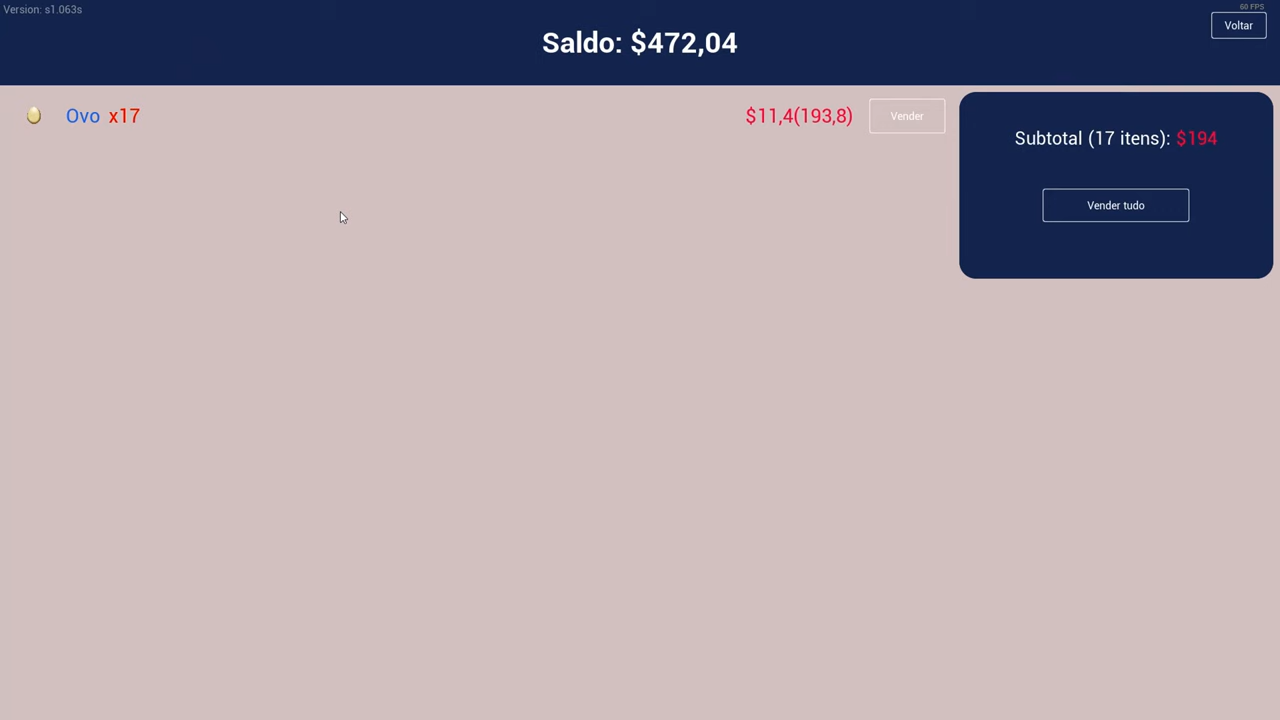 Version: s1.063s
60 FPS
Voltar
Saldo: $472,04
Ovo x17
$11,4(193,8)
Vender
Subtotal (17 itens): $194
Vender tudo